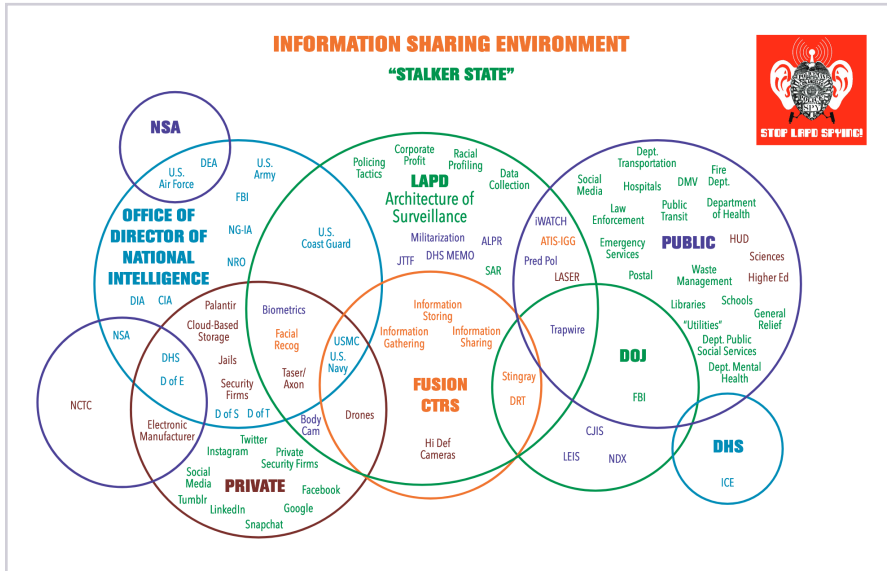 INFORMATION SHARING ENVIRONMENT
"STALKER STATE"
STOP LAPD SPYING!
NSA
DEA
U.S.
Air Force
U.S.
Army
FBI
OFFICE OF
DIRECTOR OF
NATIONAL
INTELLIGENCE
NG-IA
NRO
U.S.
Coast Guard
DIA
CIA
NSA
DHS
D of E
D of S
D of T
NCTC
Electronic
Manufacturer
Palantir
Cloud-Based
Storage
Jails
Security
Firms
Biometrics
Facial
Recog
Taser/
Axon
USMC
U.S.
Navy
Body
Cam
Drones
Twitter
Instagram
Private
Security Firms
Social
Media
PRIVATE
Facebook
Tumblr
LinkedIn
Google
Snapchat
Policing
Tactics
Corporate
Profit
Racial
Profiling
Data
Collection
LAPD
Architecture of
Surveillance
Militarization
ALPR
JTTF
DHS MEMO
SAR
Information
Storing
Information
Gathering
Information
Sharing
FUSION
CTRS
Hi Def
Cameras
Stingray
DRT
iWATCH
ATIS-IGG
Pred Pol
LASER
Trapwire
DOJ
FBI
CJIS
LEIS
NDX
Dept.
Transportation
Social
Media
Hospitals
DMV
Fire
Dept.
Law
Enforcement
Public
Transit
Department
of Health
Emergency
Services
PUBLIC
HUD
Sciences
Postal
Waste
Management
Higher Ed
Libraries
Schools
"Utilities"
General
Relief
Dept. Public
Social Services
Dept. Mental
Health
DHS
ICE